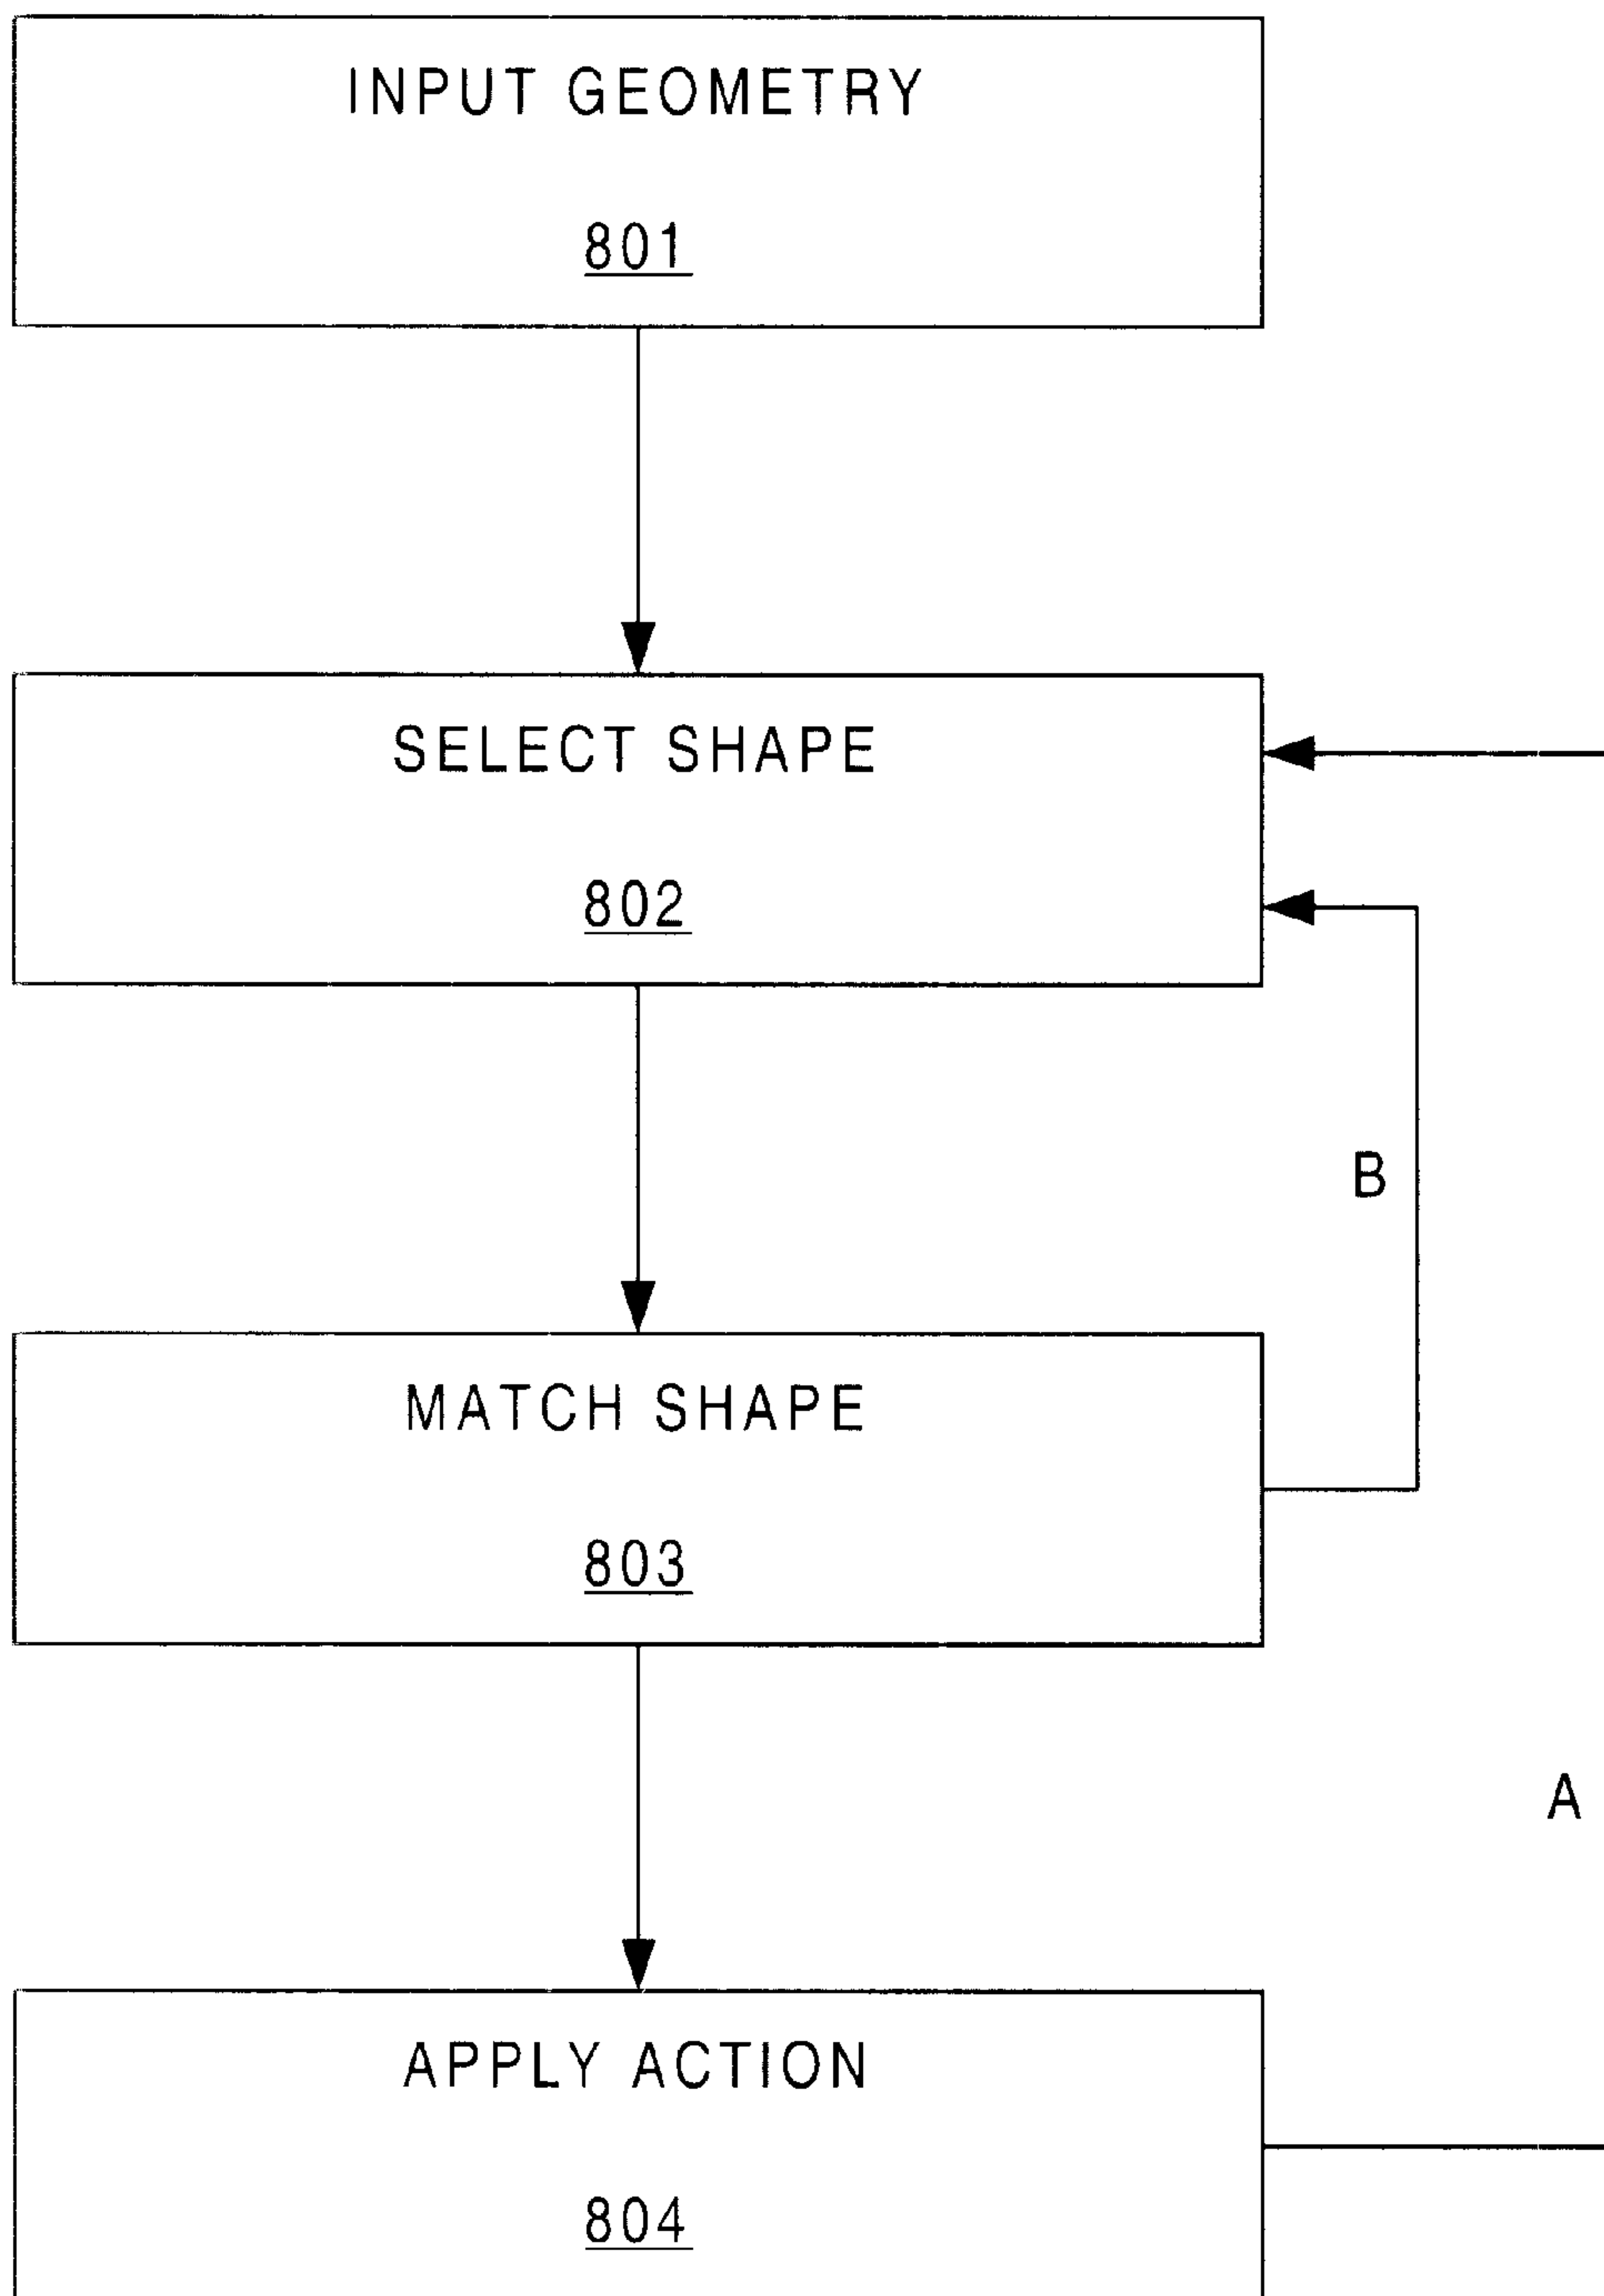 INPUT GEOMETRY
801
SELECT SHAPE
802
B
MATCH SHAPE
803
A
APPLY ACTION
804